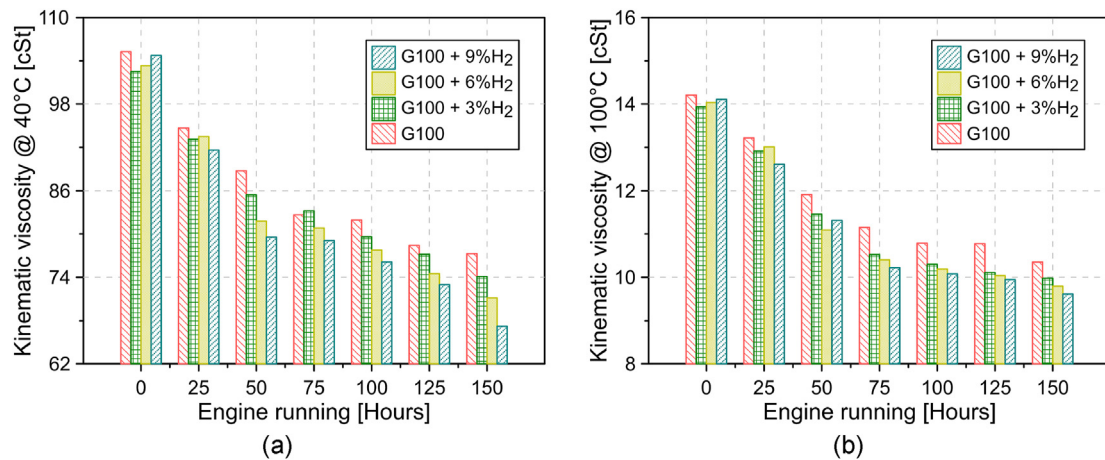 110
98
86
74
62
Kinematic viscosity @ 40°C [cSt]
G100 + 9%H2
G100 + 6%H2
G100 + 3%H2
G100
0 25 50 75 100 125 150
Engine running [Hours]
(a)
16
14
12
10
8
Kinematic viscosity @ 100°C [cSt]
G100 + 9%H2
G100 + 6%H2
G100 + 3%H2
G100
0 25 50 75 100 125 150
Engine running [Hours]
(b)